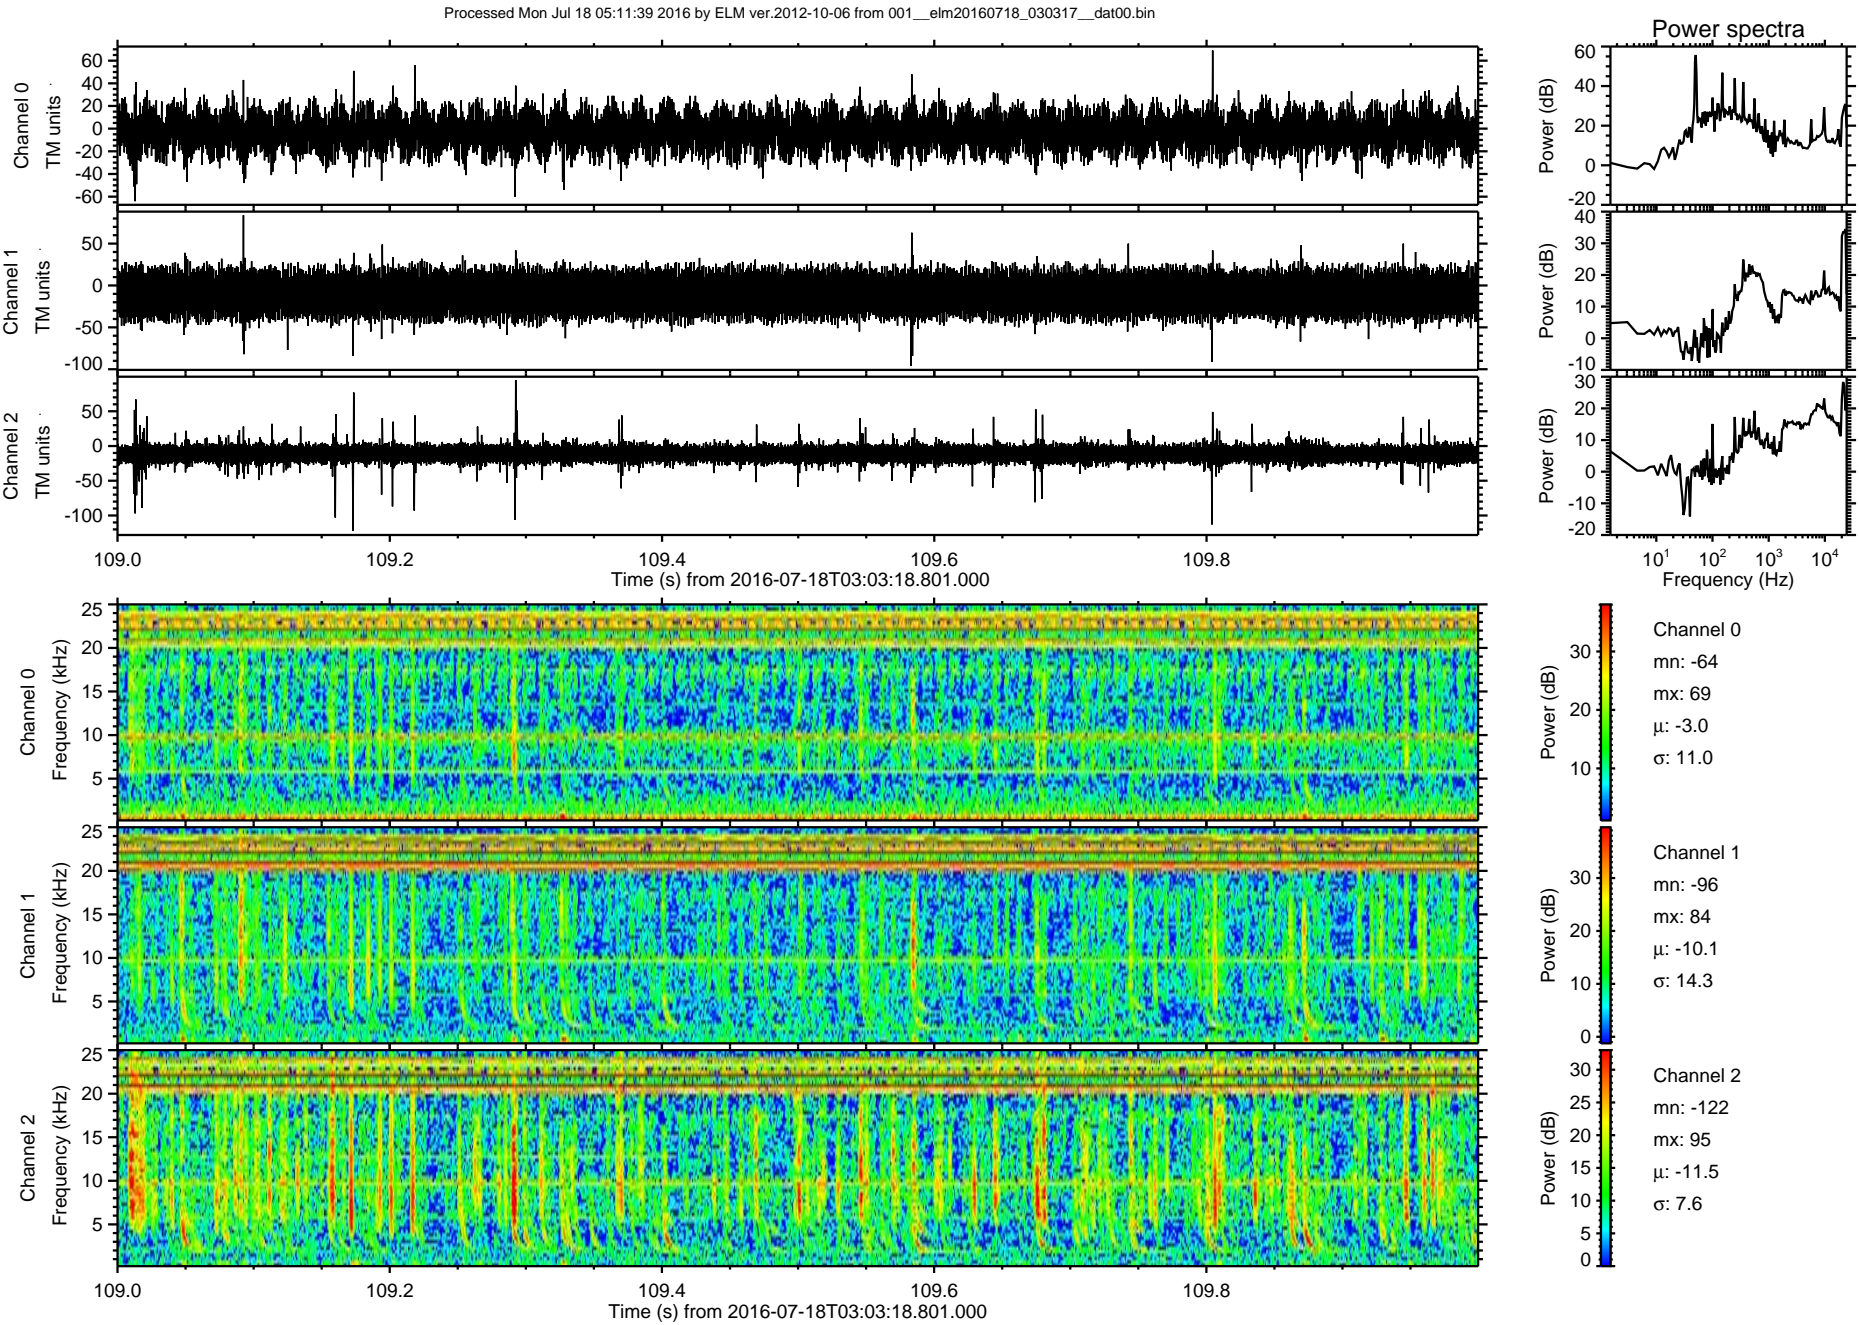 Processed Mon Jul 18 05:11:39 2016 by ELM ver.2012-10-06 from 001__elm20160718_030317__dat00.bin
Power spectra
Channel 0
TM units
60
40
20
0
-20
-40
-60
Power (dB)
60
40
20
0
-20
Channel 1
TM units
50
0
-50
-100
Power (dB)
40
30
20
10
0
-10
Channel 2
TM units
50
0
-50
-100
Power (dB)
30
20
10
0
-10
-20
109.0 109.2 109.4 109.6 109.8
Time (s) from 2016-07-18T03:03:18.801.000
10¹ 10² 10³ 10⁴
Frequency (Hz)
Channel 0
Frequency (kHz)
25
20
15
10
5
Power (dB)
30
20
10
Channel 0
mn: -64
mx: 69
μ: -3.0
σ: 11.0
Channel 1
Frequency (kHz)
25
20
15
10
5
Power (dB)
30
20
10
0
Channel 1
mn: -96
mx: 84
μ: -10.1
σ: 14.3
Channel 2
Frequency (kHz)
25
20
15
10
5
Power (dB)
30
25
20
15
10
5
0
Channel 2
mn: -122
mx: 95
μ: -11.5
σ: 7.6
109.0 109.2 109.4 109.6 109.8
Time (s) from 2016-07-18T03:03:18.801.000